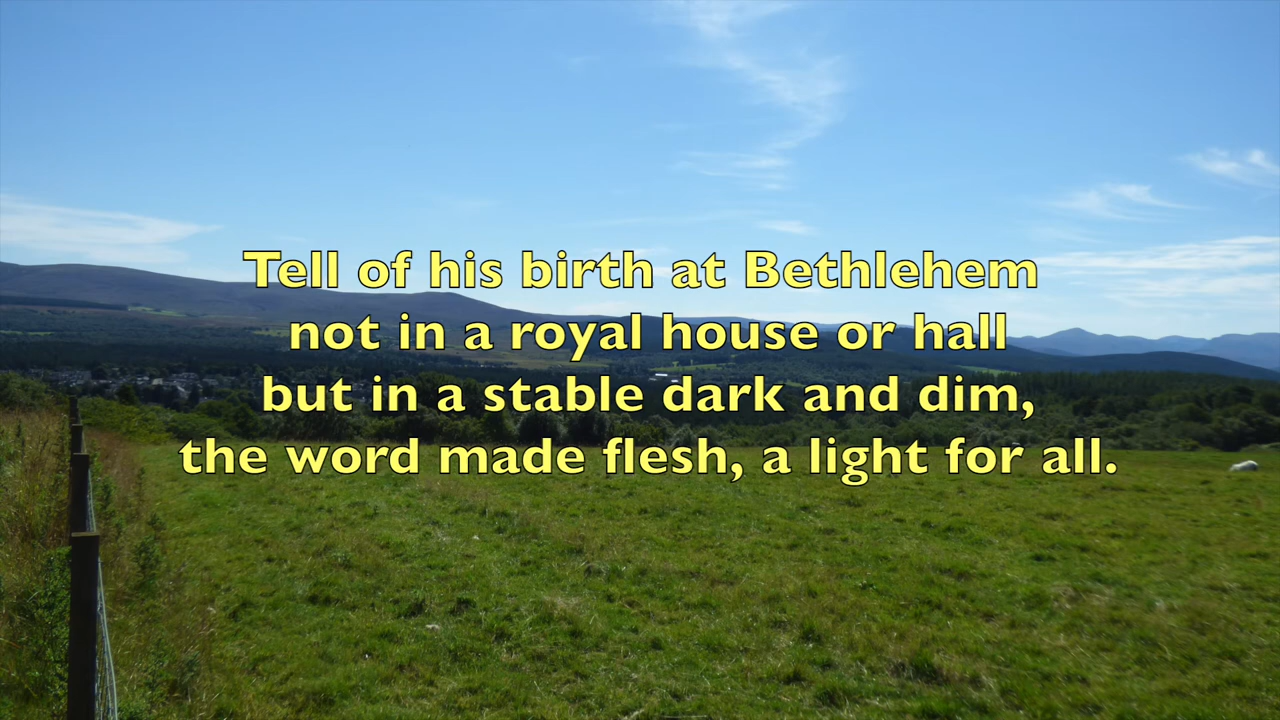 Tell of his birth at Bethlehem
not in a royal house or hall
but in a stable dark and dim,
the word made flesh, a light for all.